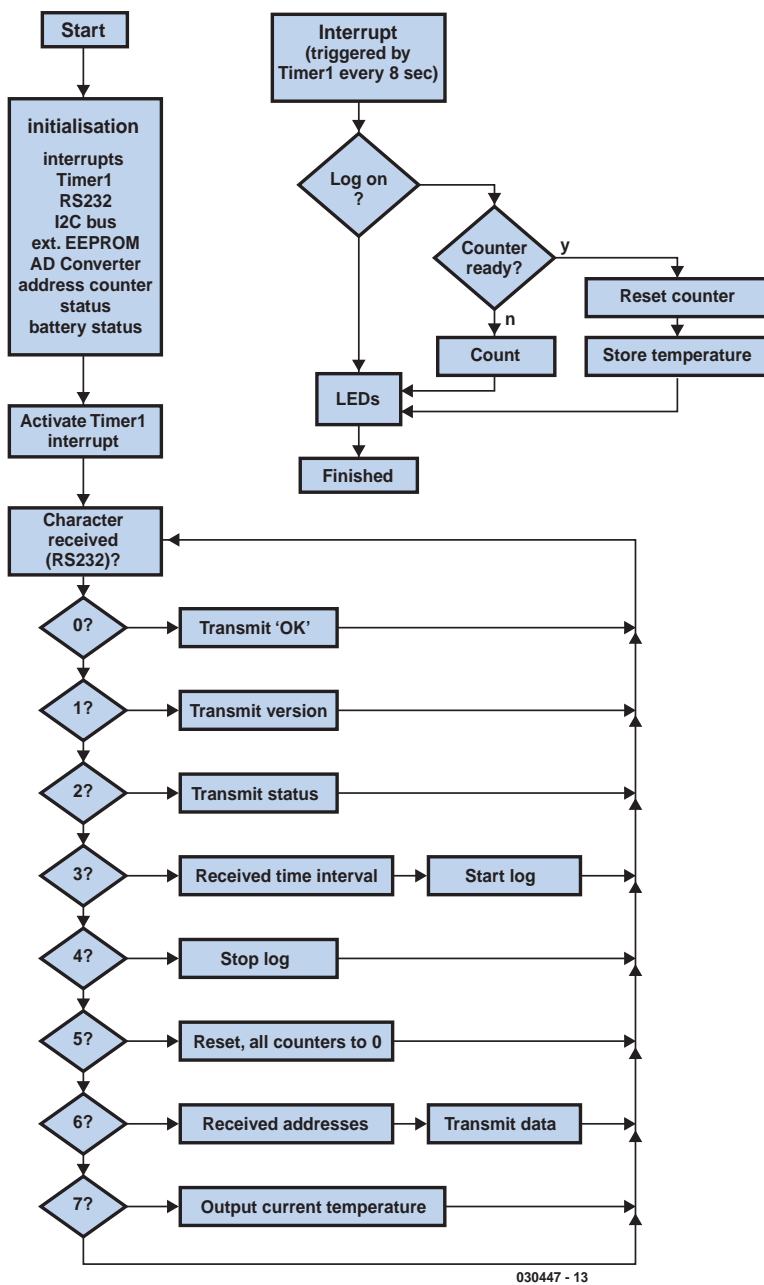 Start
initialisation
interrupts
Timer1
RS232
I2C bus
ext. EEPROM
AD Converter
address counter
status
battery status
Activate Timer1
interrupt
Character
received
(RS232)?
0?
Transmit ‘OK’
1?
Transmit version
2?
Transmit status
3?
Received time interval
Start log
4?
Stop log
5?
Reset, all counters to 0
6?
Received addresses
Transmit data
7?
Output current temperature
Interrupt
(triggered by
Timer1 every 8 sec)
Log on
?
Counter
ready?
y
n
Reset counter
Count
Store temperature
LEDs
Finished
030447 - 13